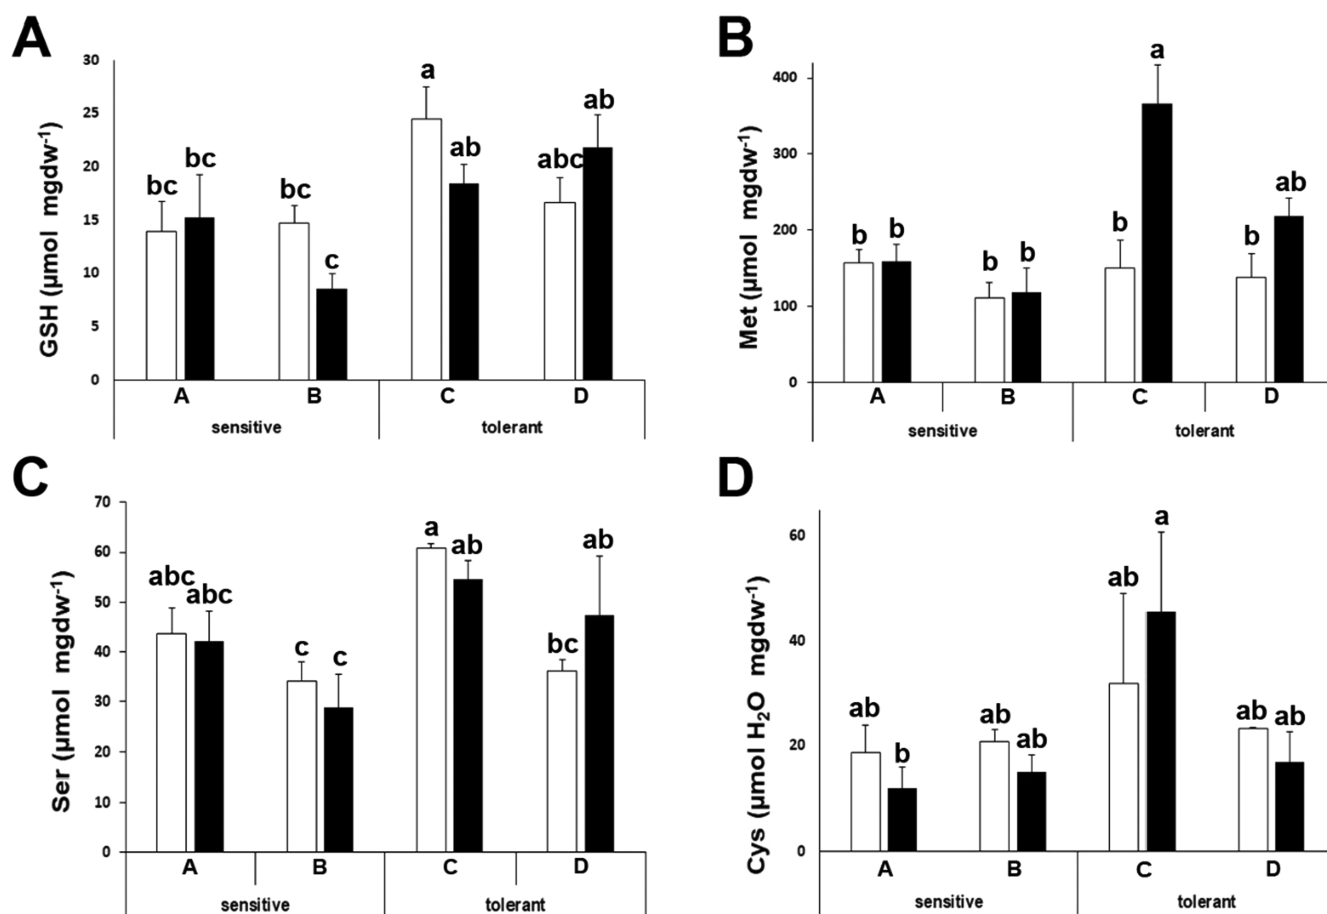 A
GSH (μmol mgdw-1)
30
25
20
15
10
5
0
bc
bc
bc
c
a
ab
abc
ab
A
B
C
D
sensitive
tolerant
B
Met (μmol mgdw-1)
400
300
200
100
0
b
b
b
b
b
a
b
ab
A
B
C
D
sensitive
tolerant
C
Ser (μmol mgdw-1)
70
60
50
40
30
20
10
0
abc
abc
c
c
a
ab
bc
ab
A
B
C
D
sensitive
tolerant
D
Cys (μmol H2O mgdw-1)
60
40
20
0
ab
b
ab
ab
ab
a
ab
ab
A
B
C
D
sensitive
tolerant